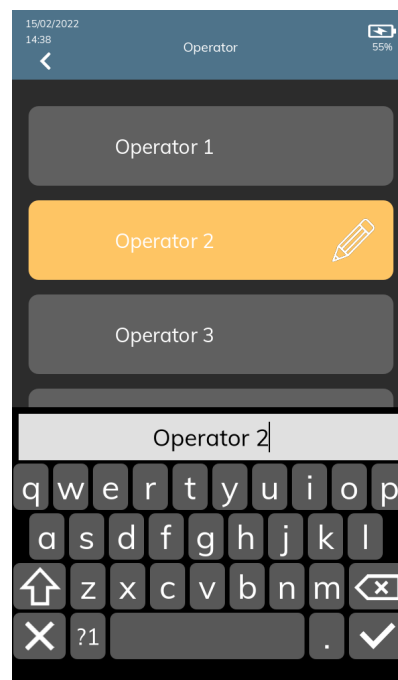 15/02/2022
14:38
Operator
55%
Operator 1
Operator 2
Operator 3
Operator 2
q w e r t y u i o p
a s d f g h j k l
z x c v b n m
?1 .